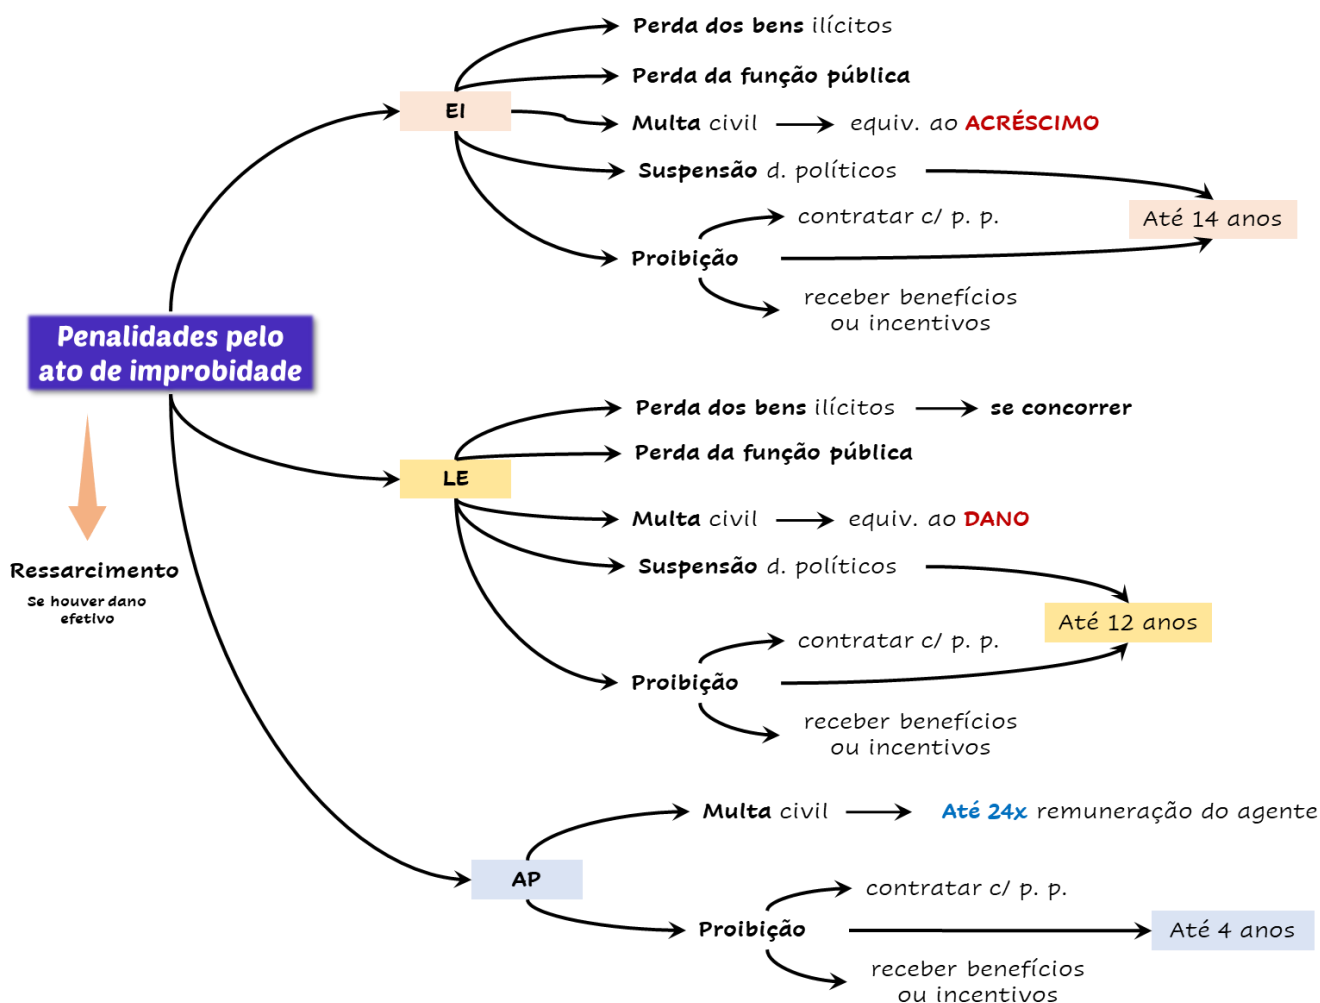 Perda dos bens ilícitos
Perda da função pública
EI
Multa civil
equiv. ao ACRÉSCIMO
Suspensão d. políticos
contratar c/ p. p.
Até 14 anos
Proibição
receber benefícios
ou incentivos
Penalidades pelo
ato de improbidade
Perda dos bens ilícitos
se concorrer
Perda da função pública
LE
Multa civil
equiv. ao DANO
Suspensão d. políticos
Ressarcimento
Se houver dano
efetivo
Até 12 anos
contratar c/ p. p.
Proibição
receber benefícios
ou incentivos
Multa civil
Até 24x remuneração do agente
AP
contratar c/ p. p.
Proibição
Até 4 anos
receber benefícios
ou incentivos